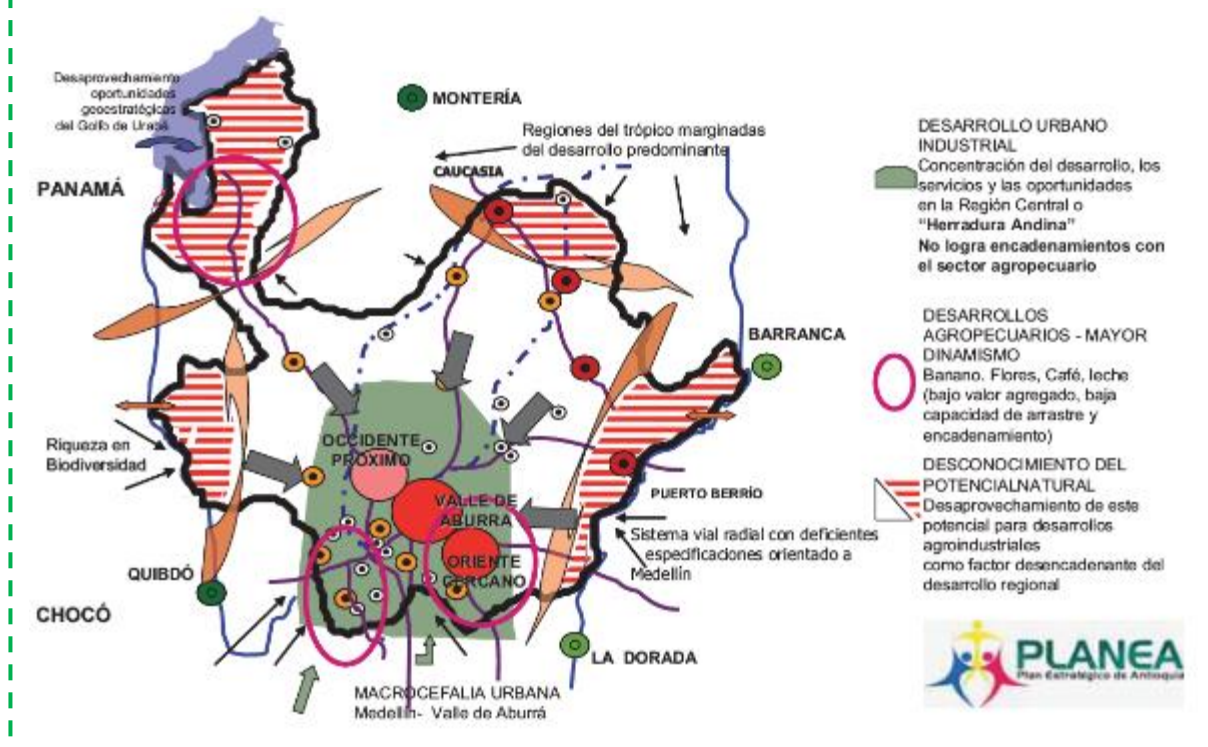 Desaprovechamiento
oportunidades
geoestratégicas
del Golfo de Urabá
MONTERÍA
Regiones del trópico marginadas
del desarrollo predominante
CAUCASIA
PANAMÁ
BARRANCA
Riqueza en
Biodiversidad
OCCIDENTE
PRÓXIMO
VALLE DE
ABURRA
ORIENTE
CERCANO
PUERTO BERRÍO
Sistema vial radial con deficientes
especificaciones orientado a
Medellín
QUIBDÓ
CHOCÓ
LA DORADA
MACROCEFALIA URBANA
Medellín- Valle de Aburrá
DESARROLLO URBANO
INDUSTRIAL
Concentración del desarrollo, los
servicios y las oportunidades
en la Región Central o
“Herradura Andina”
No logra encadenamientos con
el sector agropecuario
DESARROLLOS
AGROPECUARIOS - MAYOR
DINAMISMO
Banano. Flores, Café, leche
(bajo valor agregado, baja
capacidad de arrastre y
encadenamiento)
DESCONOCIMIENTO DEL
POTENCIALNATURAL
Desaprovechamiento de este
potencial para desarrollos
agroindustriales
como factor desencadenante del
desarrollo regional
PLANEA
Plan Estratégico de Antioquia